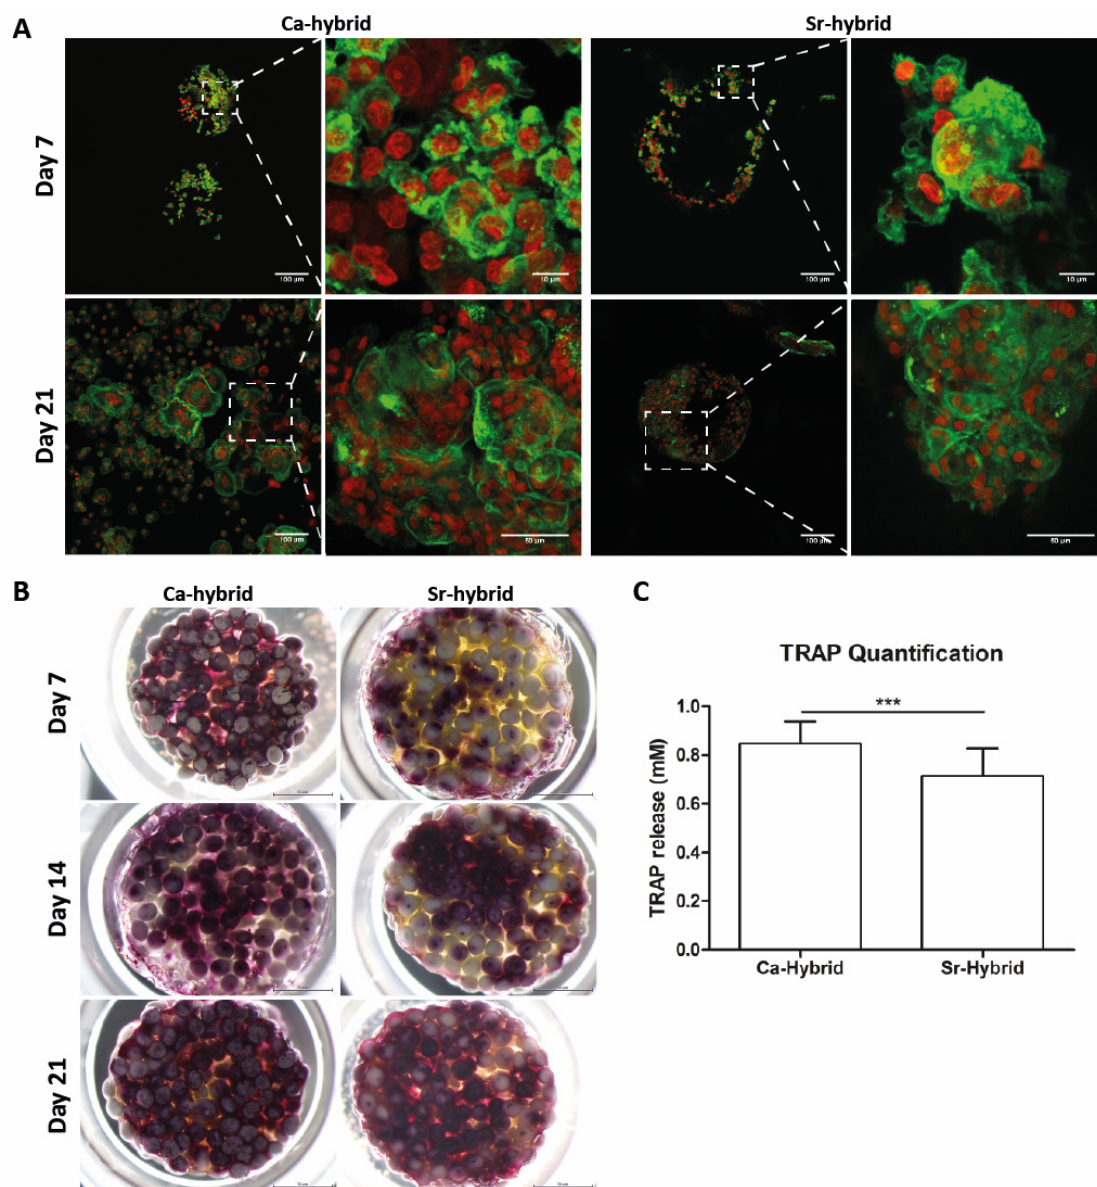 A
Ca-hybrid
Sr-hybrid
Day 7
100 µm
10 µm
100 µm
10 µm
Day 21
100 µm
50 µm
100 µm
50 µm
B
Ca-hybrid
Sr-hybrid
Day 7
Day 14
Day 21
C
TRAP Quantification
***
TRAP release (mM)
1.0
0.8
0.6
0.4
0.2
0.0
Ca-Hybrid
Sr-Hybrid